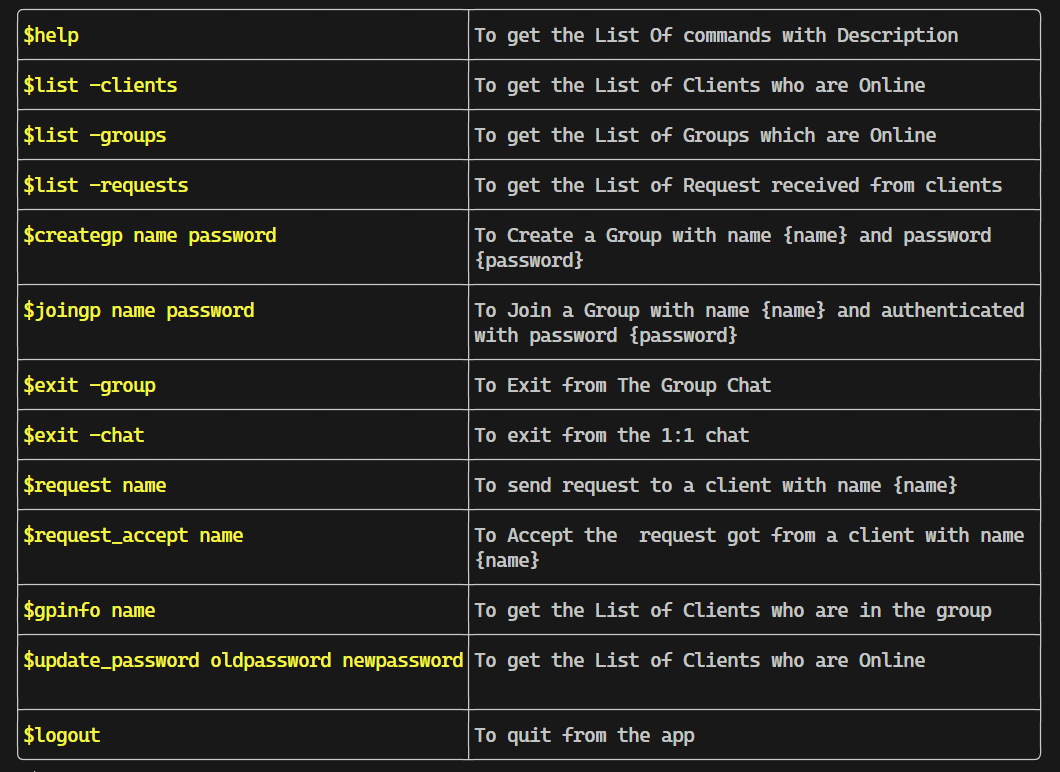 $help To get the List Of commands with Description
$list -clients To get the List of Clients who are Online
$list -groups To get the List of Groups which are Online
$list -requests To get the List of Request received from clients
$creategp name password To Create a Group with name {name} and password
{password}
$joingp name password To Join a Group with name {name} and authenticated
with password {password}
$exit -group To Exit from The Group Chat
$exit -chat To exit from the 1:1 chat
$request name To send request to a client with name {name}
$request_accept name To Accept the  request got from a client with name
{name}
$gpinfo name To get the List of Clients who are in the group
$update_password oldpassword newpassword To get the List of Clients who are Online
$logout To quit from the app